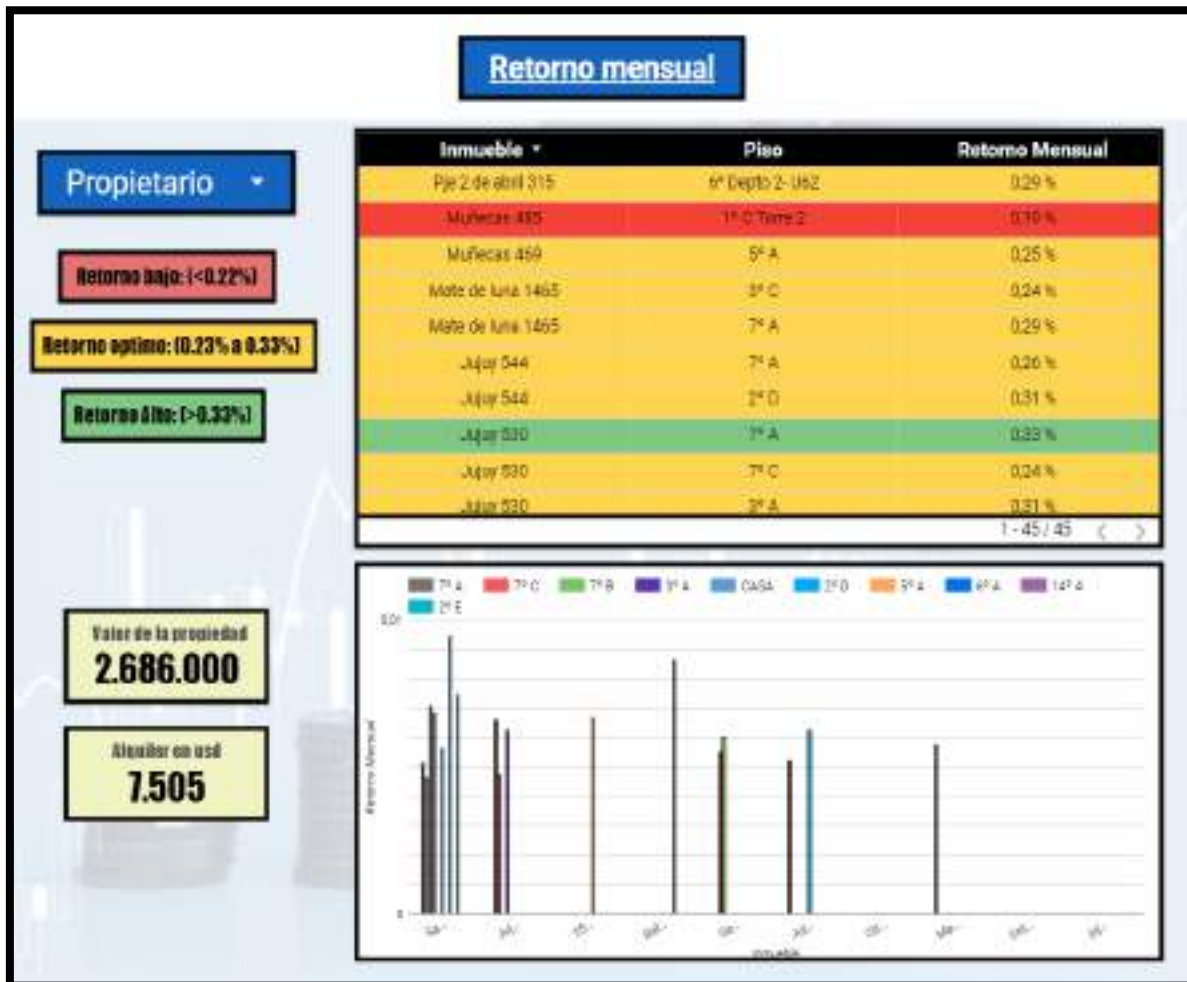 Retorno mensual
Propietario
Retorno bajo: (<0.22%)
Retorno optimo: (0.23% a 0.33%)
Retorno Alto: (>0.33%)
Inmueble Piso Retorno Mensual
Pje 2 de abril 315 6º Depto 2- U62 0,29 %
Muñecas 485 1º C Torre 2
Muñecas 469 5º A 0,25 %
Mate de luna 1465 3º C 0,24 %
Mate de luna 1465 7º A 0,29 %
Jujuy 544 7º A 0,26 %
Jujuy 544 2º D 0,31 %
Jujuy 530 7º A 0,33 %
Jujuy 530 7º C 0,24 %
Jujuy 530 3º A 0,31 %
1 - 45 / 45
Valor de la propiedad
2.686.000
Alquiler en usd
7.505
7º A 7º C 7º B 3º A CASA 2º D 5º A 6º A 14º A
2º E
0,01
Retorno Mensual
0
Inmueble